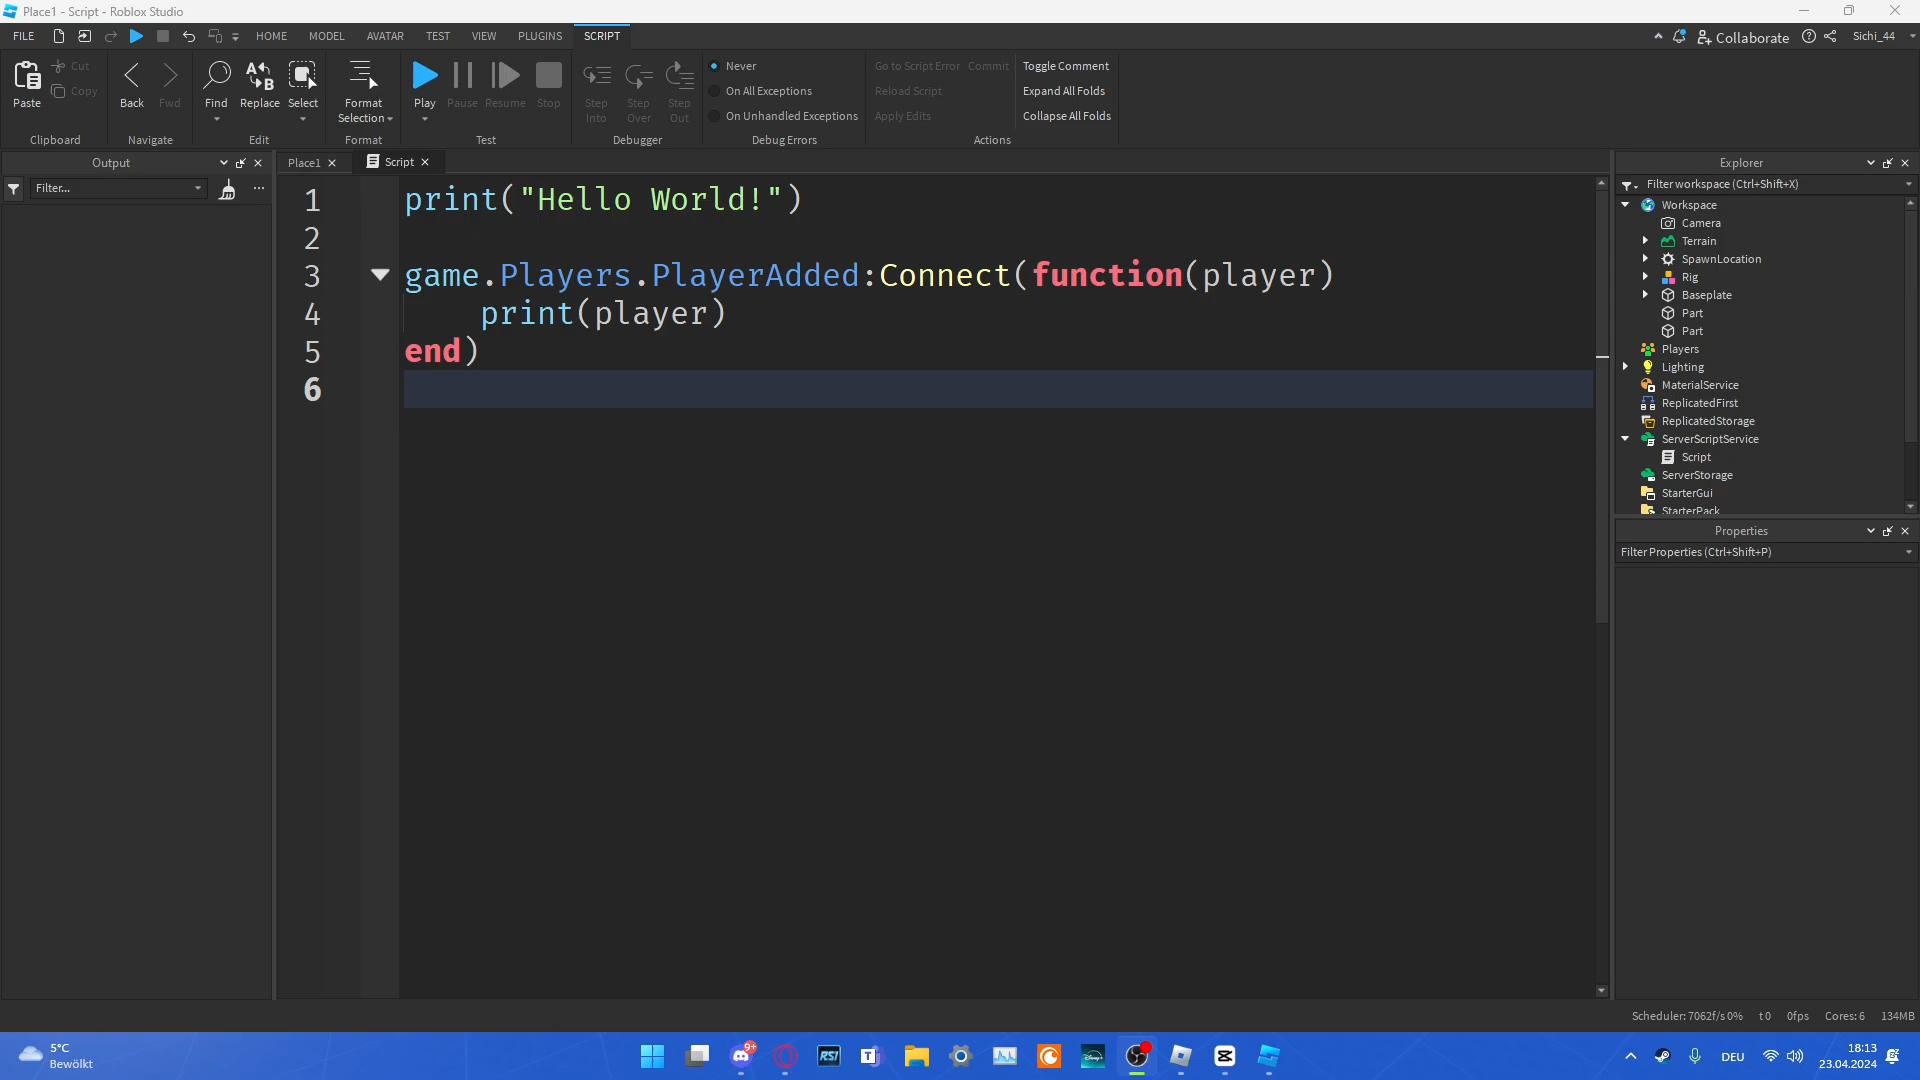 Place1 - Script - Roblox Studio
FILE HOME MODEL AVATAR TEST VIEW PLUGINS SCRIPT Collaborate Sichi_44
Paste Cut Copy Back Fwd Find Replace Select Format Selection Play Pause Resume Stop Step Into Step Over Step Out
Never
On All Exceptions
On Unhandled Exceptions
Go to Script Error Commit
Reload Script
Apply Edits
Toggle Comment
Expand All Folds
Collapse All Folds
Clipboard Navigate Edit Format Test Debugger Debug Errors Actions
Output
Filter...
Place1 Script
1 print("Hello World!")
2
3 game.Players.PlayerAdded:Connect(function(player)
4 print(player)
5 end)
6
Explorer
Filter workspace (Ctrl+Shift+X)
Workspace
Camera
Terrain
SpawnLocation
Rig
Baseplate
Part
Part
Players
Lighting
MaterialService
ReplicatedFirst
ReplicatedStorage
ServerScriptService
Script
ServerStorage
StarterGui
StarterPack
Properties
Filter Properties (Ctrl+Shift+P)
Scheduler: 7062f/s 0% t 0 0fps Cores: 6 134MB
5°C
Bewölkt
9+
RSI
T
Disney+
DEU
18:13
23.04.2024